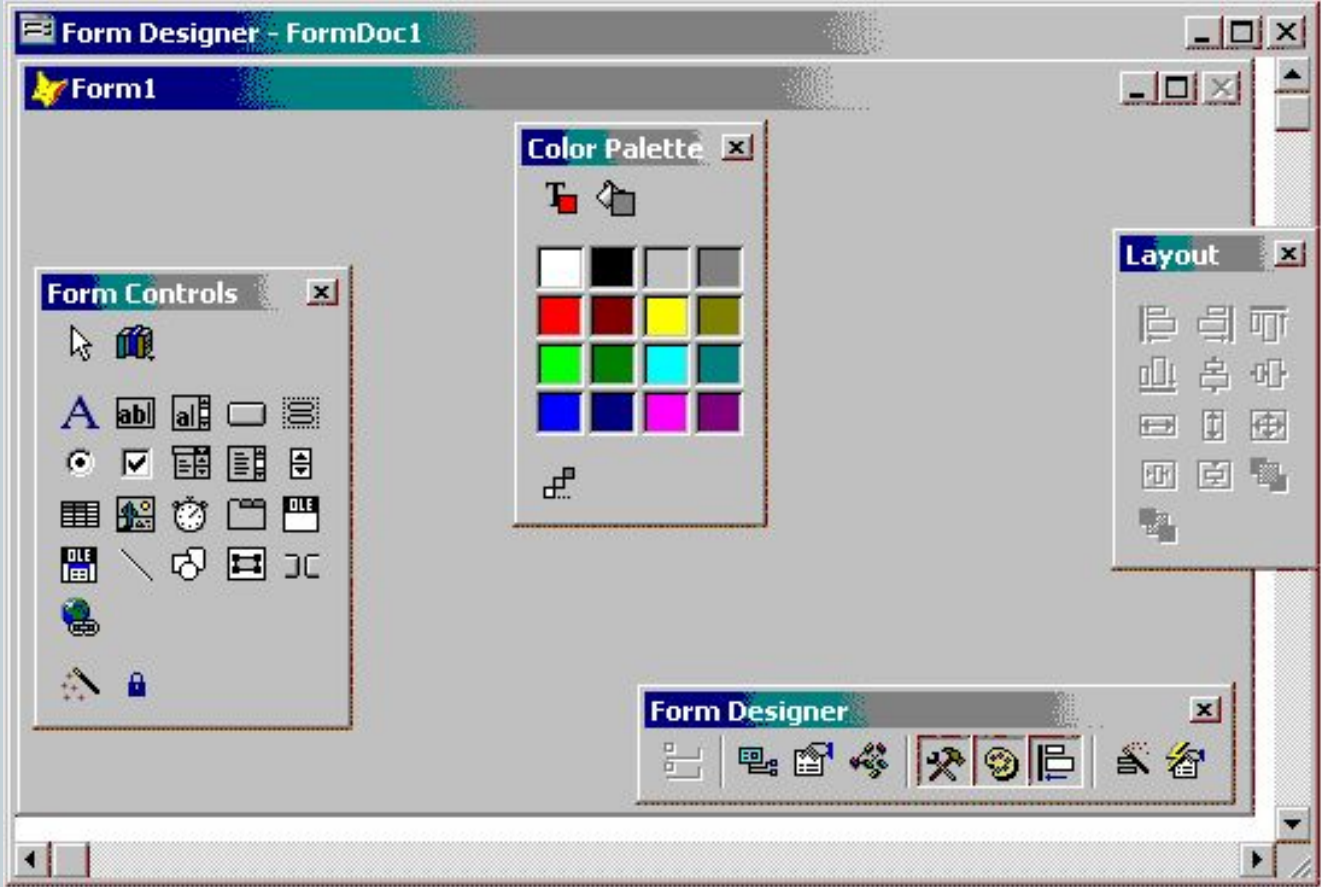 Form Designer - FormDoc1
Form1
Color Palette
T
Layout
Form Controls
A
abl
al
OLE
OLE
Form Designer